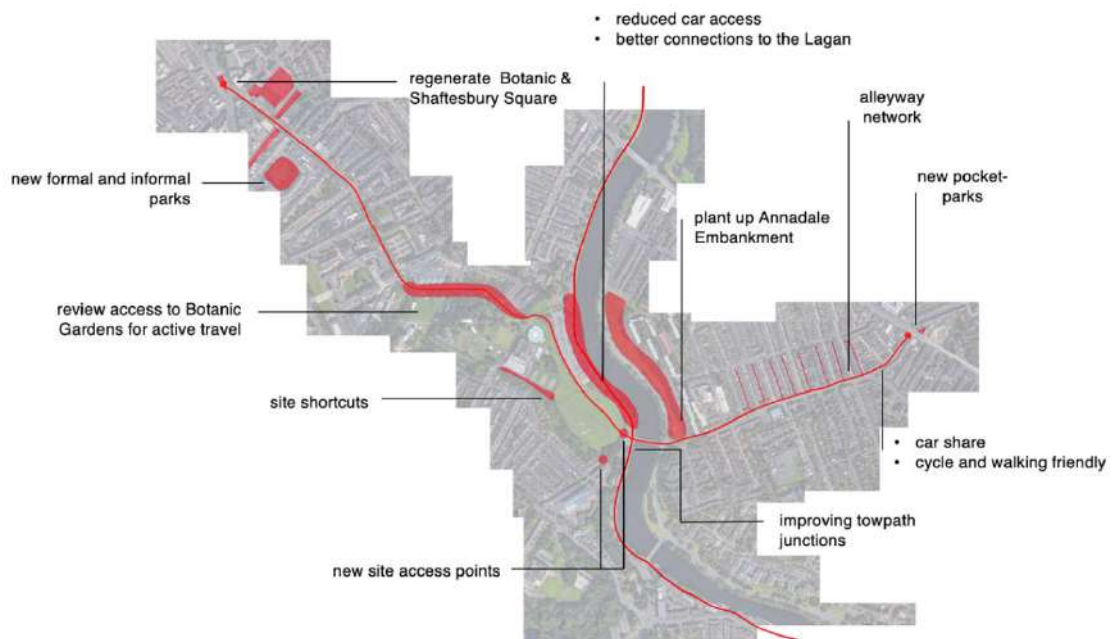 • reduced car access
• better connections to the Lagan
regenerate Botanic &
Shaftesbury Square
alleyway
network
new formal and informal
parks
new pocket-
parks
plant up Annadale
Embankment
review access to Botanic
Gardens for active travel
site shortcuts
• car share
• cycle and walking friendly
improving towpath
junctions
new site access points